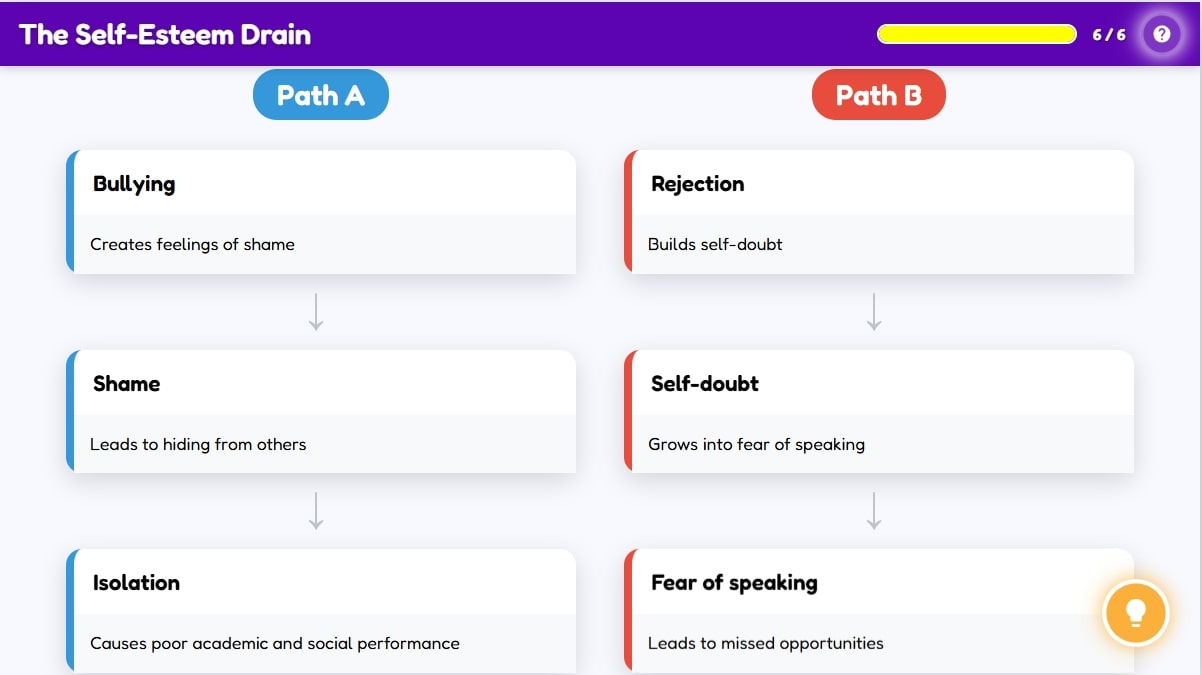 The Self-Esteem Drain
6 / 6
?
Path A
Path B
Bullying
Creates feelings of shame
Rejection
Builds self-doubt
Shame
Leads to hiding from others
Self-doubt
Grows into fear of speaking
Isolation
Causes poor academic and social performance
Fear of speaking
Leads to missed opportunities